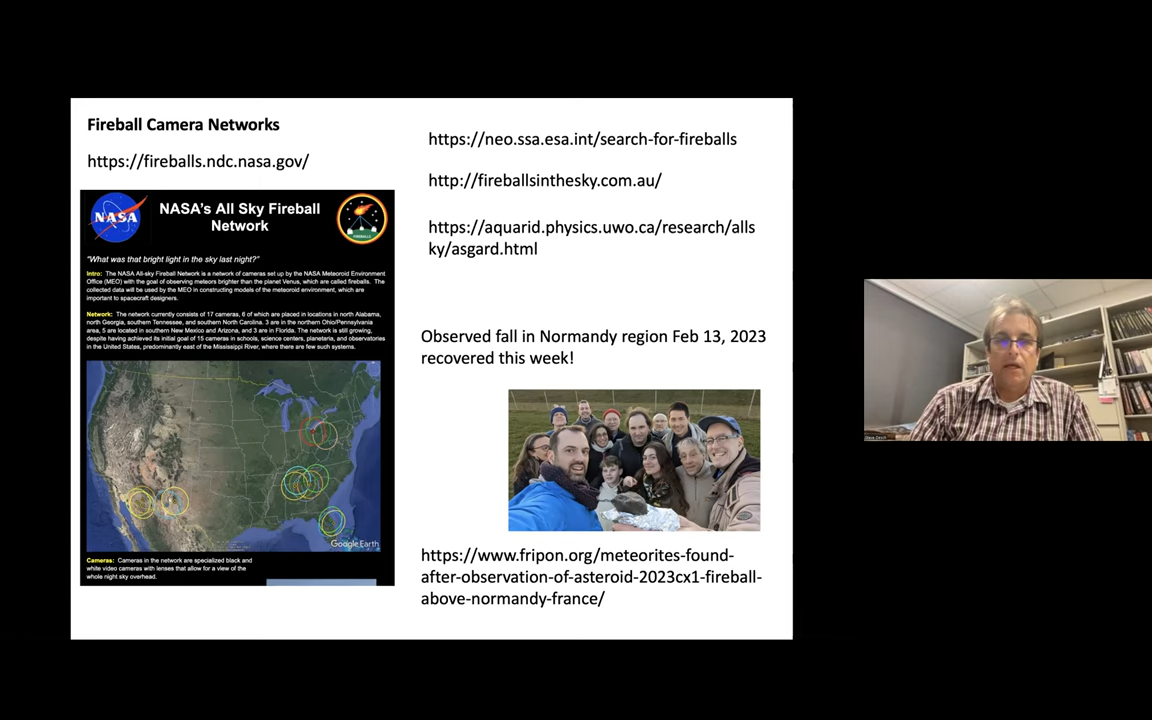 Fireball Camera Networks
https://fireballs.ndc.nasa.gov/
NASA
NASA's All Sky Fireball
Network
FIREBALLS
"What was that bright light in the sky last night?"
Intro: The NASA All-sky Fireball Network is a network of cameras set up by the NASA Meteoroid Environment
Office (MEO) with the goal of observing meteors brighter than the planet Venus, which are called fireballs. The
collected data will be used by the MEO in constructing models of the meteoroid environment, which are
important to spacecraft designers.
Network: The network currently consists of 17 cameras, 6 of which are placed in locations in north Alabama,
north Georgia, southern Tennessee, and southern North Carolina. 3 are in the northern Ohio/Pennsylvania
area, 5 are located in southern New Mexico and Arizona, and 3 are in Florida. The network is still growing,
despite having achieved its initial goal of 15 cameras in schools, science centers, planetaria, and observatories
in the United States, predominantly east of the Mississippi River, where there are few such systems.
Google Earth
Cameras: Cameras in the network are specialized black and
white video cameras with lenses that allow for a view of the
whole night sky overhead.
https://neo.ssa.esa.int/search-for-fireballs
http://fireballsinthesky.com.au/
https://aquarid.physics.uwo.ca/research/alls
ky/asgard.html
Observed fall in Normandy region Feb 13, 2023
recovered this week!
https://www.fripon.org/meteorites-found-
after-observation-of-asteroid-2023cx1-fireball-
above-normandy-france/
Steve Desch